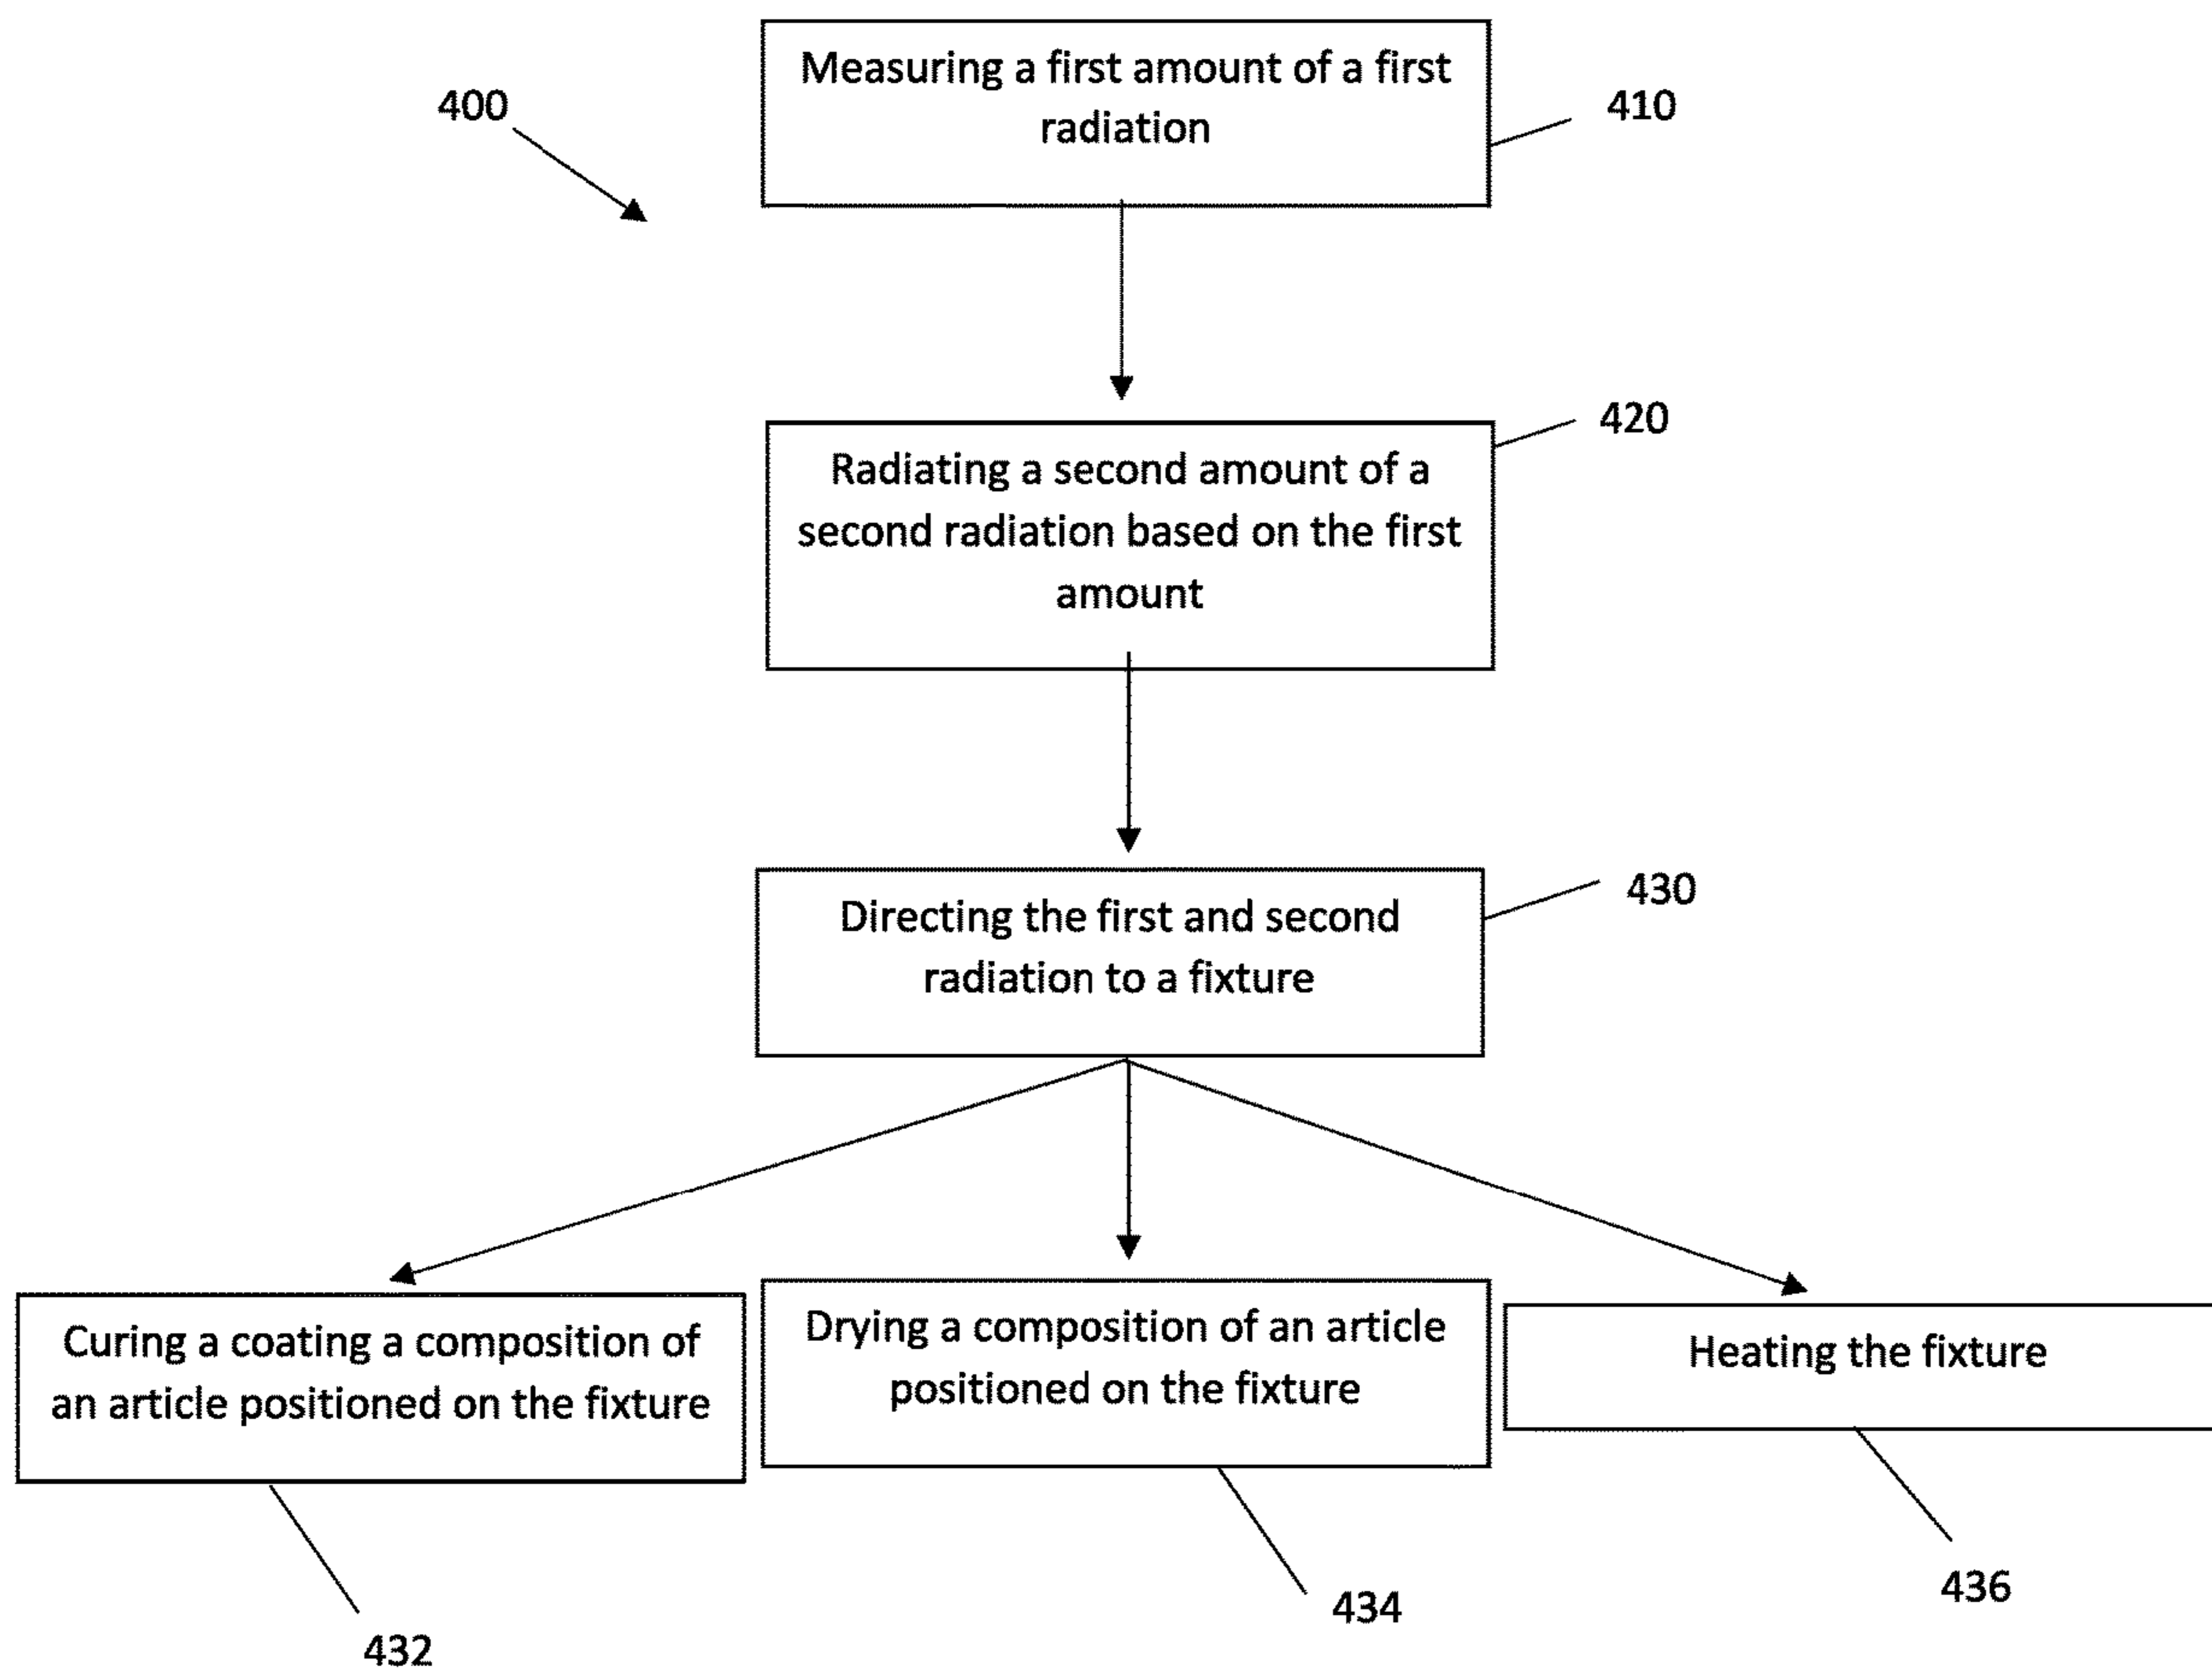 400
Measuring a first amount of a first
radiation
410
Radiating a second amount of a
second radiation based on the first
amount
420
Directing the first and second
radiation to a fixture
430
Curing a coating a composition of
an article positioned on the fixture
432
Drying a composition of an article
positioned on the fixture
434
Heating the fixture
436